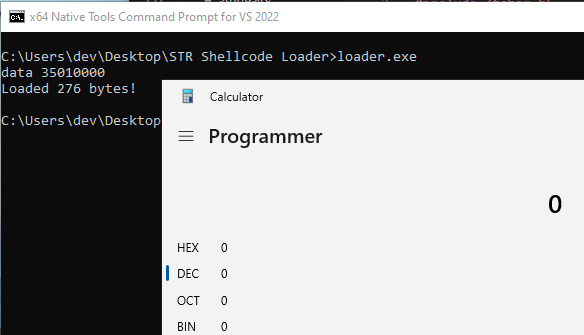 x64 Native Tools Command Prompt for VS 2022
C:\Users\dev\Desktop\STR Shellcode Loader>loader.exe
data 35010000
Loaded 276 bytes!
C:\Users\dev\Desktop
Calculator
Programmer
0
HEX 0
DEC 0
OCT 0
BIN 0